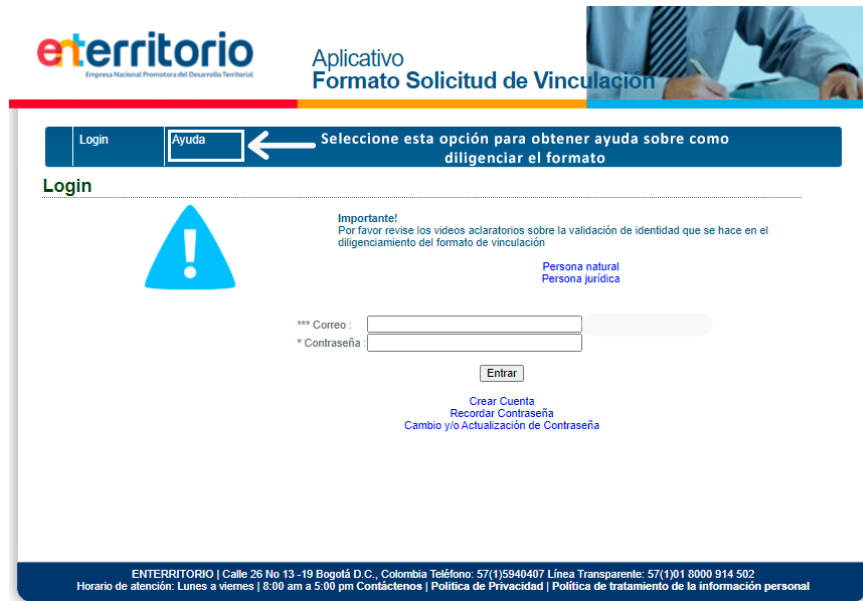 enterritorio
Empresa Nacional Promotora del Desarrollo Territorial
Aplicativo
Formato Solicitud de Vinculación
Login
Ayuda
Seleccione esta opción para obtener ayuda sobre como
diligenciar el formato
Login
!
Importante!
Por favor revise los videos aclaratorios sobre la validación de identidad que se hace en el
diligenciamiento del formato de vinculación
Persona natural
Persona jurídica
*** Correo :
* Contraseña :
Entrar
Crear Cuenta
Recordar Contraseña
Cambio y/o Actualización de Contraseña
ENTERRITORIO | Calle 26 No 13 -19 Bogotá D.C., Colombia Teléfono: 57(1)5940407 Línea Transparente: 57(1)01 8000 914 502
Horario de atención: Lunes a viernes | 8:00 am a 5:00 pm Contáctenos | Politica de Privacidad | Política de tratamiento de la información personal